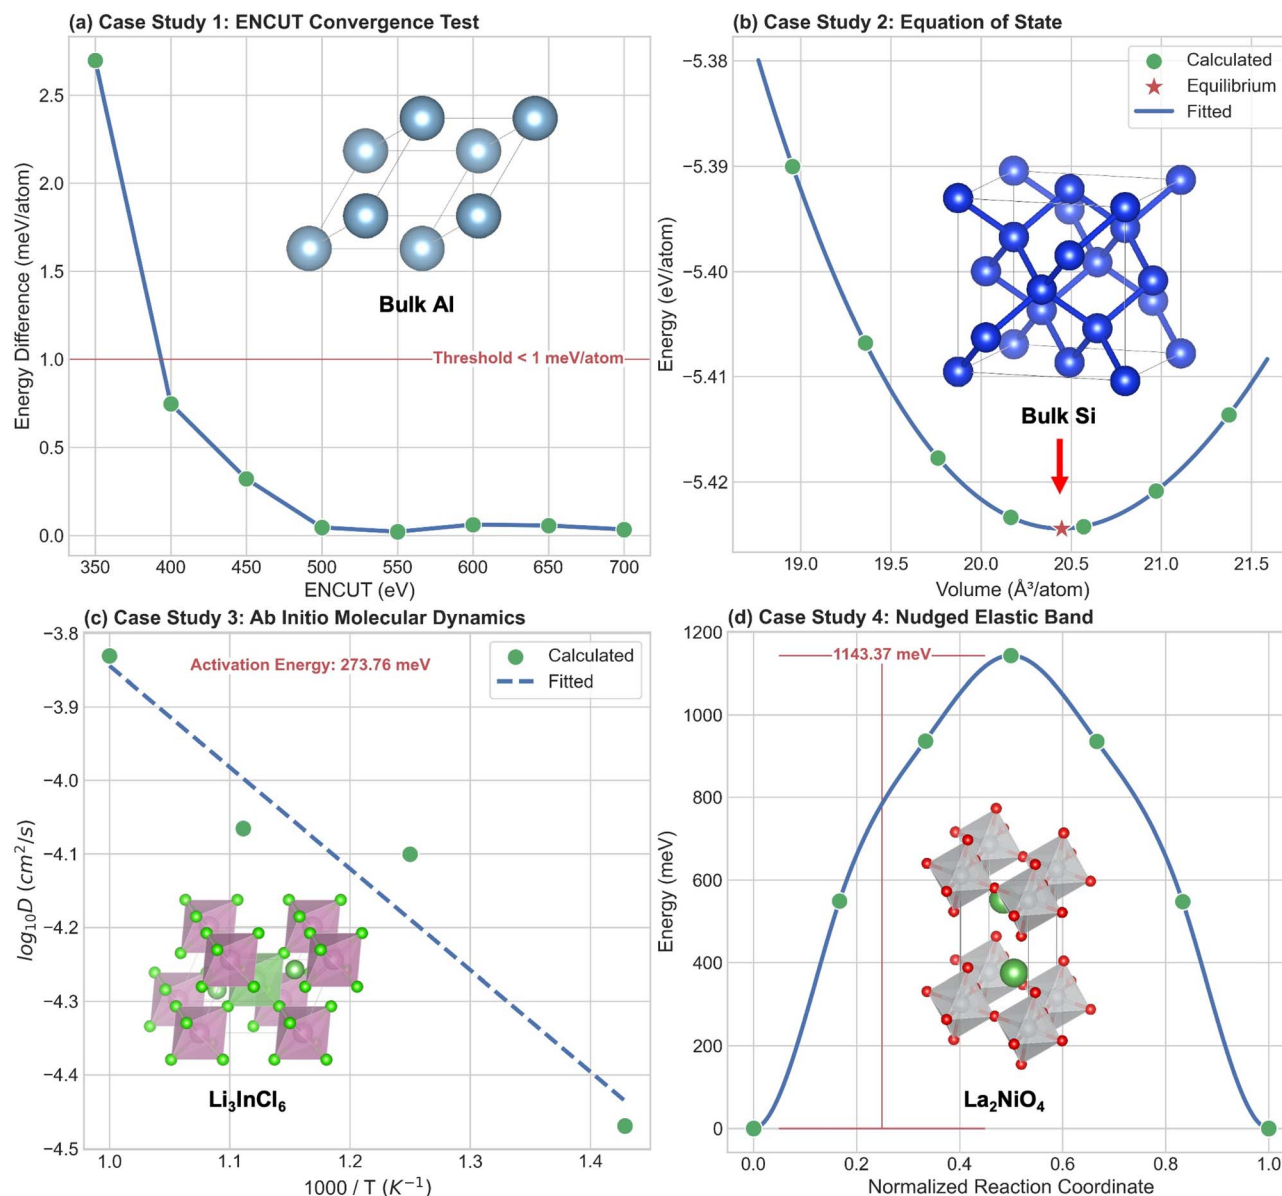 (a) Case Study 1: ENCUT Convergence Test
Energy Difference (meV/atom)
2.5
2.0
1.5
1.0
0.5
0.0
Bulk Al
Threshold < 1 meV/atom
350 400 450 500 550 600 650 700
ENCUT (eV)
(b) Case Study 2: Equation of State
Energy (eV/atom)
−5.38
−5.39
−5.40
−5.41
−5.42
Calculated
Equilibrium
Fitted
Bulk Si
19.0 19.5 20.0 20.5 21.0 21.5
Volume (Å³/atom)
(c) Case Study 3: Ab Initio Molecular Dynamics
log₁₀D (cm²/s)
−3.8
−3.9
−4.0
−4.1
−4.2
−4.3
−4.4
−4.5
Activation Energy: 273.76 meV
Calculated
Fitted
Li₃InCl₆
1.0 1.1 1.2 1.3 1.4
1000 / T (K⁻¹)
(d) Case Study 4: Nudged Elastic Band
Energy (meV)
1200
1000
800
600
400
200
0
1143.37 meV
La₂NiO₄
0.0 0.2 0.4 0.6 0.8 1.0
Normalized Reaction Coordinate